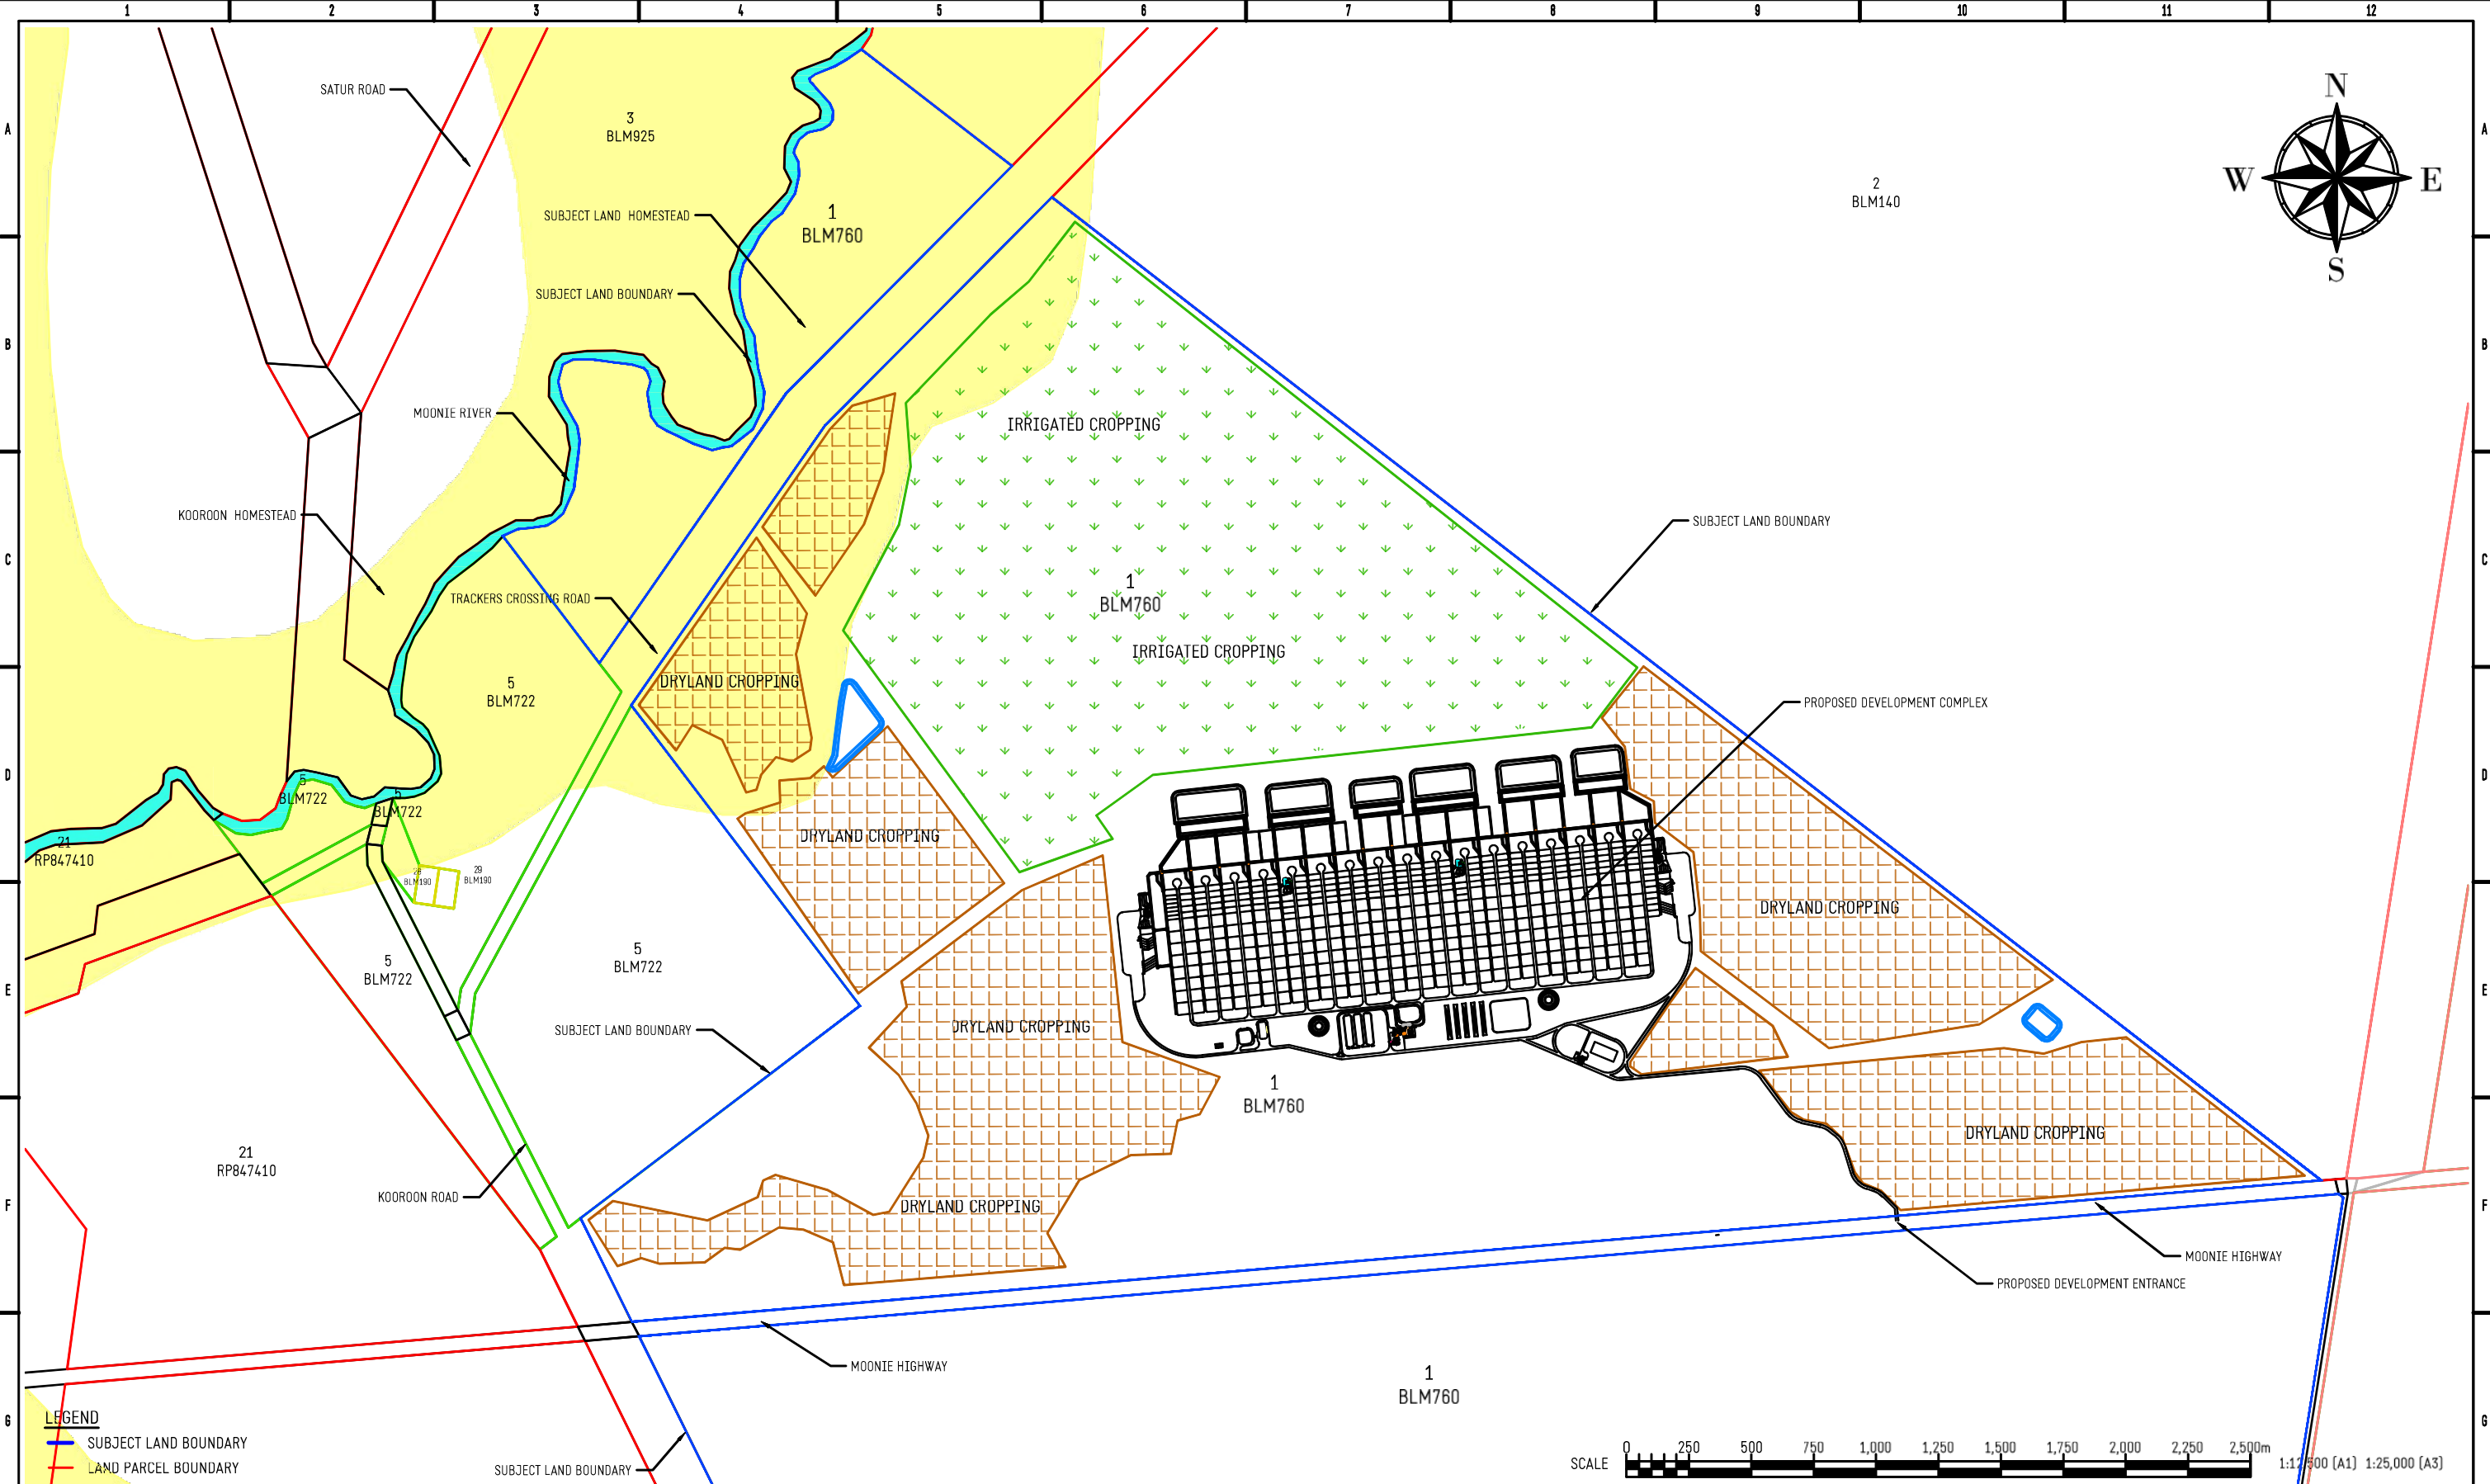 1 2 3 4 5 6 7 8 9 10 11 12
A
B
C
D
E
F
G
A
B
C
D
E
F
G
N
W E
S
SATUR ROAD
3
BLM925
2
BLM140
SUBJECT LAND HOMESTEAD
1
BLM760
SUBJECT LAND BOUNDARY
MOONIE RIVER
IRRIGATED CROPPING
KOOROON HOMESTEAD
SUBJECT LAND BOUNDARY
TRACKERS CROSSING ROAD
1
BLM760
IRRIGATED CROPPING
5
BLM722
DRYLAND CROPPING
PROPOSED DEVELOPMENT COMPLEX
5
BLM722
5
BLM722
DRYLAND CROPPING
21
RP847410
28
BLM190
29
BLM190
DRYLAND CROPPING
5
BLM722
5
BLM722
SUBJECT LAND BOUNDARY
DRYLAND CROPPING
1
BLM760
DRYLAND CROPPING
21
RP847410
KOOROON ROAD
DRYLAND CROPPING
MOONIE HIGHWAY
PROPOSED DEVELOPMENT ENTRANCE
MOONIE HIGHWAY
1
BLM760
LEGEND
SUBJECT LAND BOUNDARY
LAND PARCEL BOUNDARY
SUBJECT LAND BOUNDARY
0 250 500 750 1,000 1,250 1,500 1,750 2,000 2,250 2,500m
SCALE 1:12,500 (A1) 1:25,000 (A3)